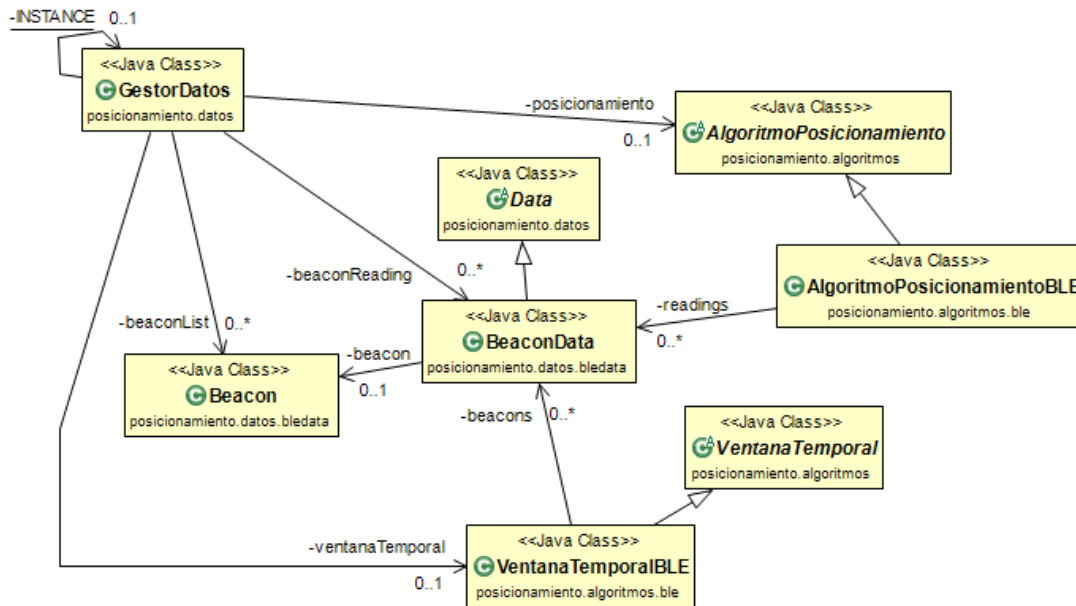 -INSTANCE 0..1
<<Java Class>>
GestorDatos
posicionamiento.datos
-posicionamiento
0..1
<<Java Class>>
AlgoritmoPosicionamiento
posicionamiento.algoritmos
<<Java Class>>
Data
posicionamiento.datos
<<Java Class>>
AlgoritmoPosicionamientoBLE
posicionamiento.algoritmos.ble
-beaconReading
0..*
-readings
0..*
-beaconList 0..*
<<Java Class>>
BeaconData
posicionamiento.datos.bledata
-beacon
0..1
<<Java Class>>
Beacon
posicionamiento.datos.bledata
-beacons 0..*
<<Java Class>>
VentanaTemporal
posicionamiento.algoritmos
-ventanaTemporal
0..1
<<Java Class>>
VentanaTemporalBLE
posicionamiento.algoritmos.ble